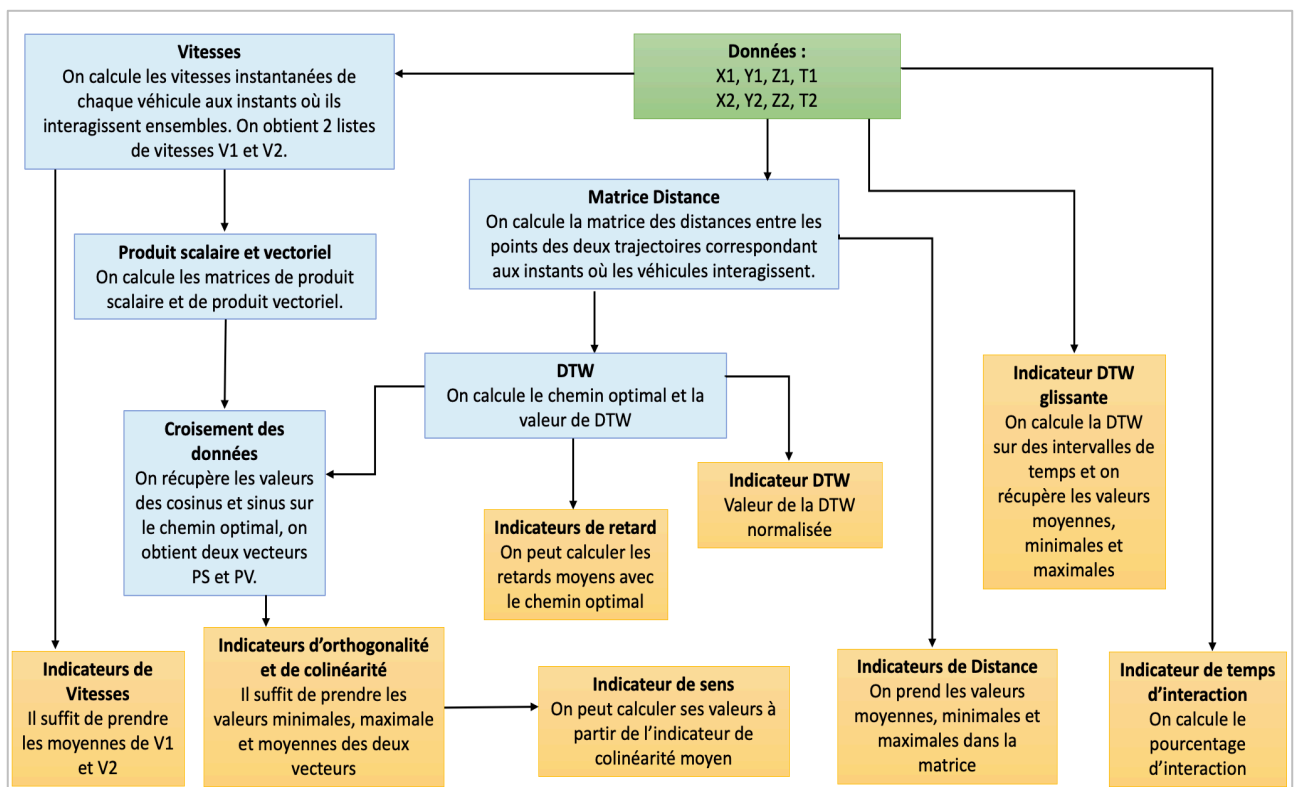 Vitesses
On calcule les vitesses instantanées de
chaque véhicule aux instants où ils
interagissent ensembles. On obtient 2 listes
de vitesses V1 et V2.
Données :
X1, Y1, Z1, T1
X2, Y2, Z2, T2
Matrice Distance
On calcule la matrice des distances entre les
points des deux trajectoires correspondant
aux instants où les véhicules interagissent.
Produit scalaire et vectoriel
On calcule les matrices de produit
scalaire et de produit vectoriel.
DTW
On calcule le chemin optimal et la
valeur de DTW
Indicateur DTW
glissante
On calcule la DTW
sur des intervalles de
temps et on
récupère les valeurs
moyennes,
minimales et
maximales
Croisement des
données
On récupère les valeurs
des cosinus et sinus sur
le chemin optimal, on
obtient deux vecteurs
PS et PV.
Indicateur DTW
Valeur de la DTW
normalisée
Indicateurs de retard
On peut calculer les
retards moyens avec
le chemin optimal
Indicateurs de
Vitesses
Il suffit de prendre
les moyennes de V1
et V2
Indicateurs d'orthogonalité
et de colinéarité
Il suffit de prendre les
valeurs minimales, maximale
et moyennes des deux
vecteurs
Indicateur de sens
On peut calculer ses valeurs à
partir de l'indicateur de
colinéarité moyen
Indicateurs de Distance
On prend les valeurs
moyennes, minimales et
maximales dans la
matrice
Indicateur de temps
d'interaction
On calcule le
pourcentage
d'interaction